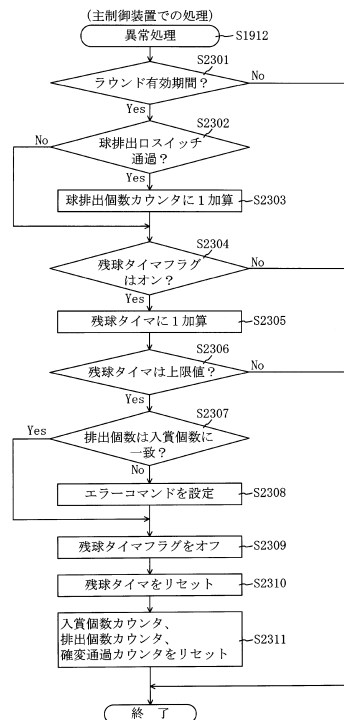 (主制御装置での処理)
異常処理
S1912
S2301
ラウンド有効期間？
No
Yes
S2302
No
球排出口スイッチ
通過？
Yes
球排出個数カウンタに１加算
S2303
S2304
残球タイマフラグ
はオン？
No
Yes
残球タイマに１加算
S2305
S2306
残球タイマは上限値？
No
Yes
S2307
Yes
排出個数は入賞個数に
一致？
No
エラーコマンドを設定
S2308
残球タイマフラグをオフ
S2309
残球タイマをリセット
S2310
入賞個数カウンタ、
排出個数カウンタ、
確変通過カウンタをリセット
S2311
終 了